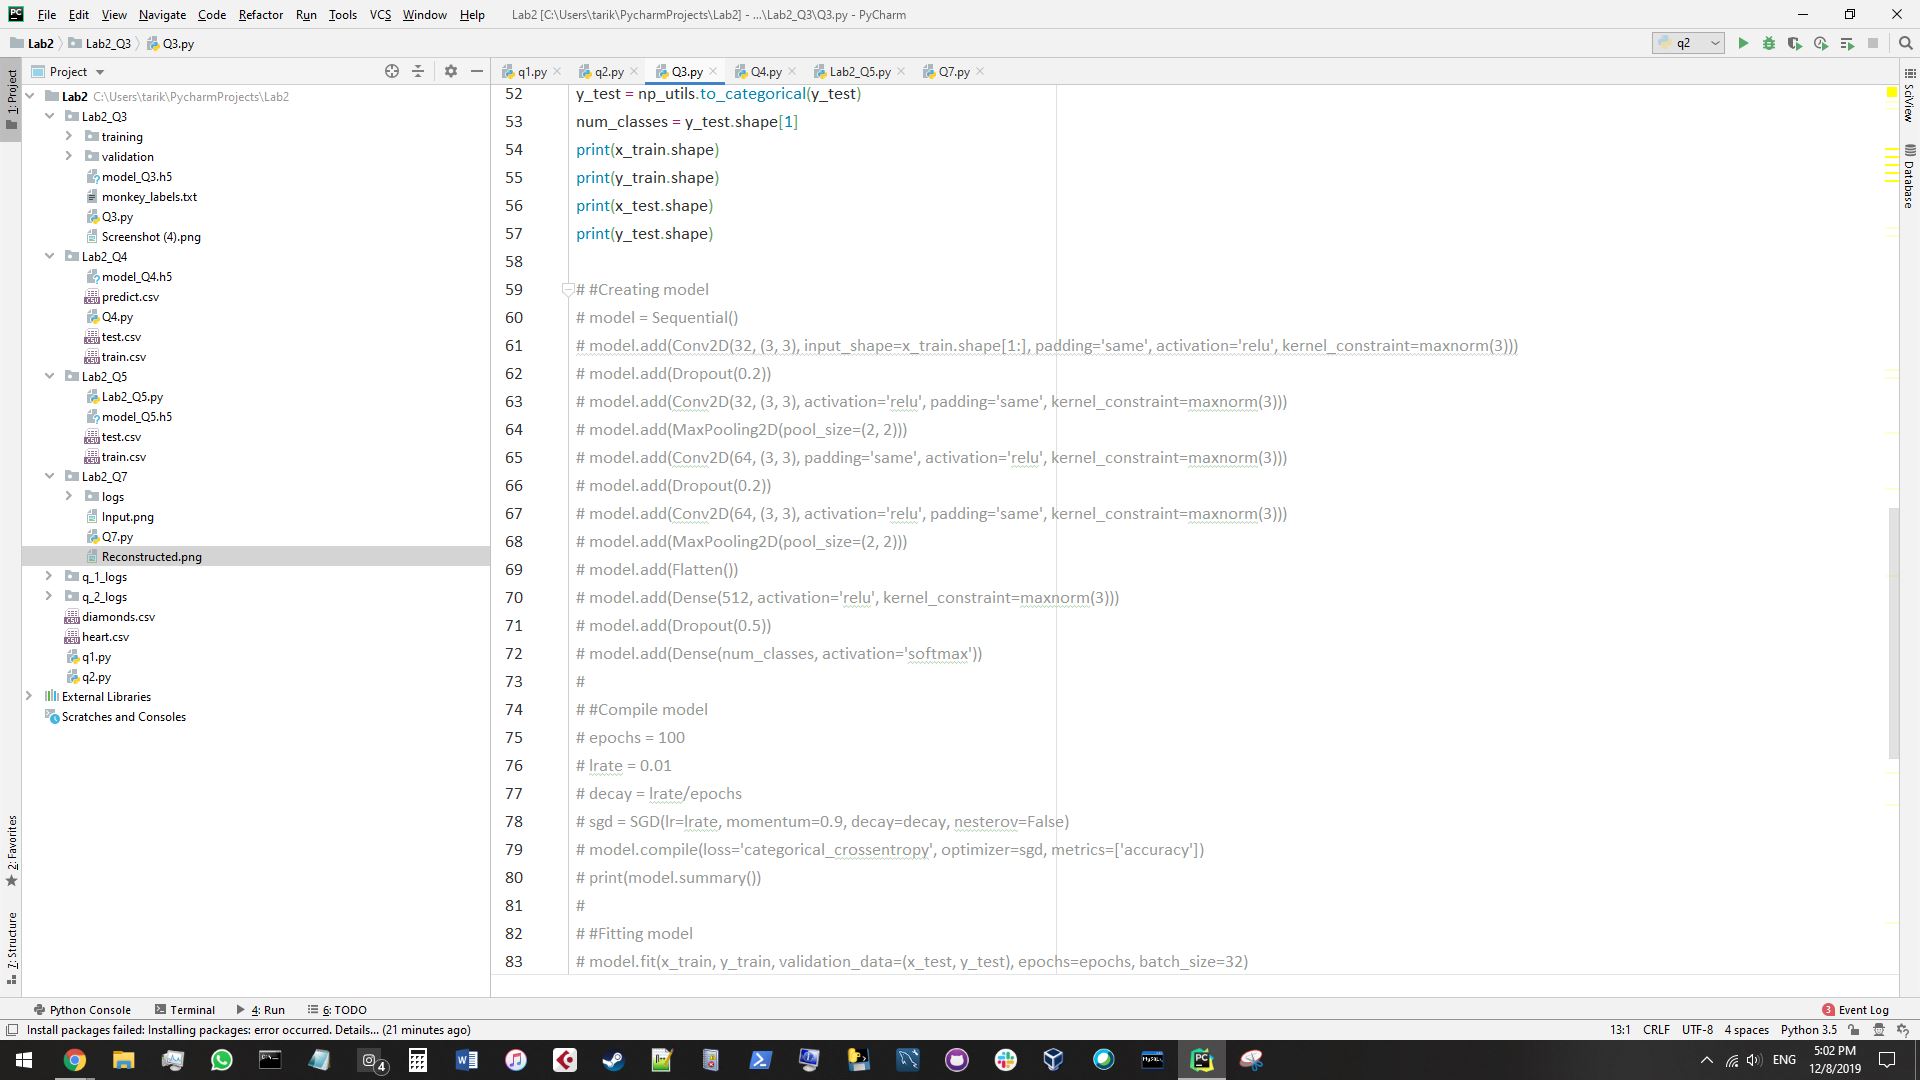 File Edit View Navigate Code Refactor Run Tools VCS Window Help Lab2 [C:\Users\tarik\PycharmProjects\Lab2] - ...\Lab2_Q3\Q3.py - PyCharm
Lab2 Lab2_Q3 Q3.py q2
1: Project
Project
q1.py q2.py Q3.py Q4.py Lab2_Q5.py Q7.py
Lab2 C:\Users\tarik\PycharmProjects\Lab2
Lab2_Q3
training
validation
model_Q3.h5
monkey_labels.txt
Q3.py
Screenshot (4).png
Lab2_Q4
model_Q4.h5
predict.csv
Q4.py
test.csv
train.csv
Lab2_Q5
Lab2_Q5.py
model_Q5.h5
test.csv
train.csv
Lab2_Q7
logs
Input.png
Q7.py
Reconstructed.png
q_1_logs
q_2_logs
diamonds.csv
heart.csv
q1.py
q2.py
External Libraries
Scratches and Consoles
2: Favorites
7: Structure
52 y_test = np_utils.to_categorical(y_test)
53 num_classes = y_test.shape[1]
54 print(x_train.shape)
55 print(y_train.shape)
56 print(x_test.shape)
57 print(y_test.shape)
58
59 # #Creating model
60 # model = Sequential()
61 # model.add(Conv2D(32, (3, 3), input_shape=x_train.shape[1:], padding='same', activation='relu', kernel_constraint=maxnorm(3)))
62 # model.add(Dropout(0.2))
63 # model.add(Conv2D(32, (3, 3), activation='relu', padding='same', kernel_constraint=maxnorm(3)))
64 # model.add(MaxPooling2D(pool_size=(2, 2)))
65 # model.add(Conv2D(64, (3, 3), padding='same', activation='relu', kernel_constraint=maxnorm(3)))
66 # model.add(Dropout(0.2))
67 # model.add(Conv2D(64, (3, 3), activation='relu', padding='same', kernel_constraint=maxnorm(3)))
68 # model.add(MaxPooling2D(pool_size=(2, 2)))
69 # model.add(Flatten())
70 # model.add(Dense(512, activation='relu', kernel_constraint=maxnorm(3)))
71 # model.add(Dropout(0.5))
72 # model.add(Dense(num_classes, activation='softmax'))
73 #
74 # #Compile model
75 # epochs = 100
76 # lrate = 0.01
77 # decay = lrate/epochs
78 # sgd = SGD(lr=lrate, momentum=0.9, decay=decay, nesterov=False)
79 # model.compile(loss='categorical_crossentropy', optimizer=sgd, metrics=['accuracy'])
80 # print(model.summary())
81 #
82 # #Fitting model
83 # model.fit(x_train, y_train, validation_data=(x_test, y_test), epochs=epochs, batch_size=32)
SciView
Database
Python Console Terminal 4: Run 6: TODO 3 Event Log
Install packages failed: Installing packages: error occurred. Details... (21 minutes ago) 13:1 CRLF UTF-8 4 spaces Python 3.5
4 ENG 5:02 PM
12/8/2019